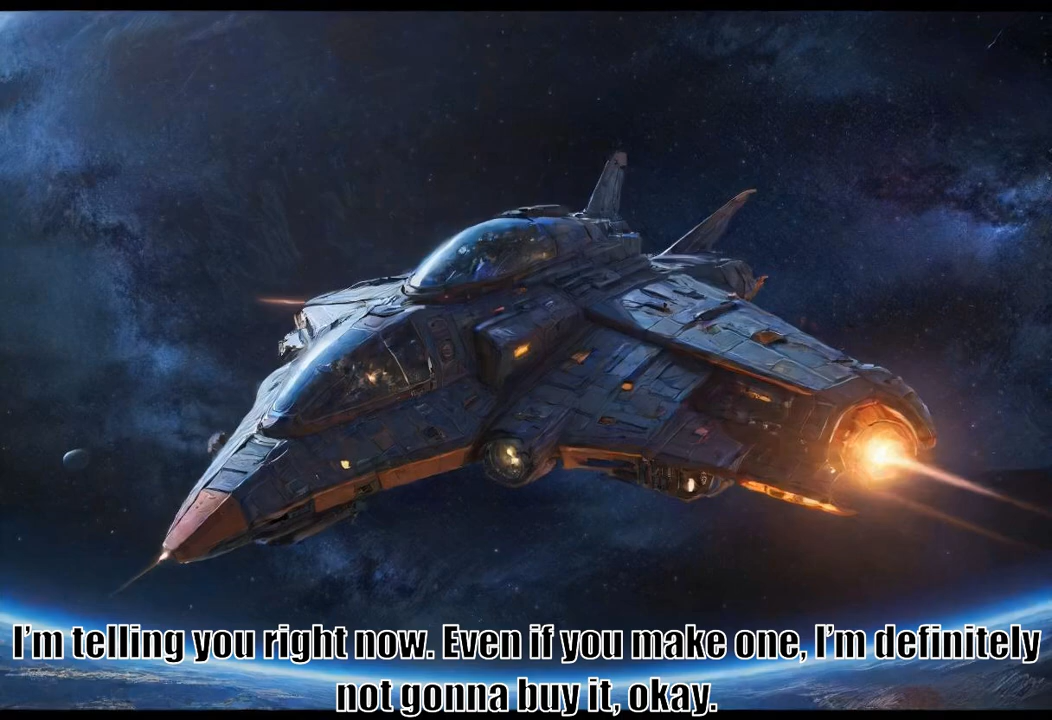 I'm telling you right now. Even if you make one, I'm definitely
not gonna buy it, okay.